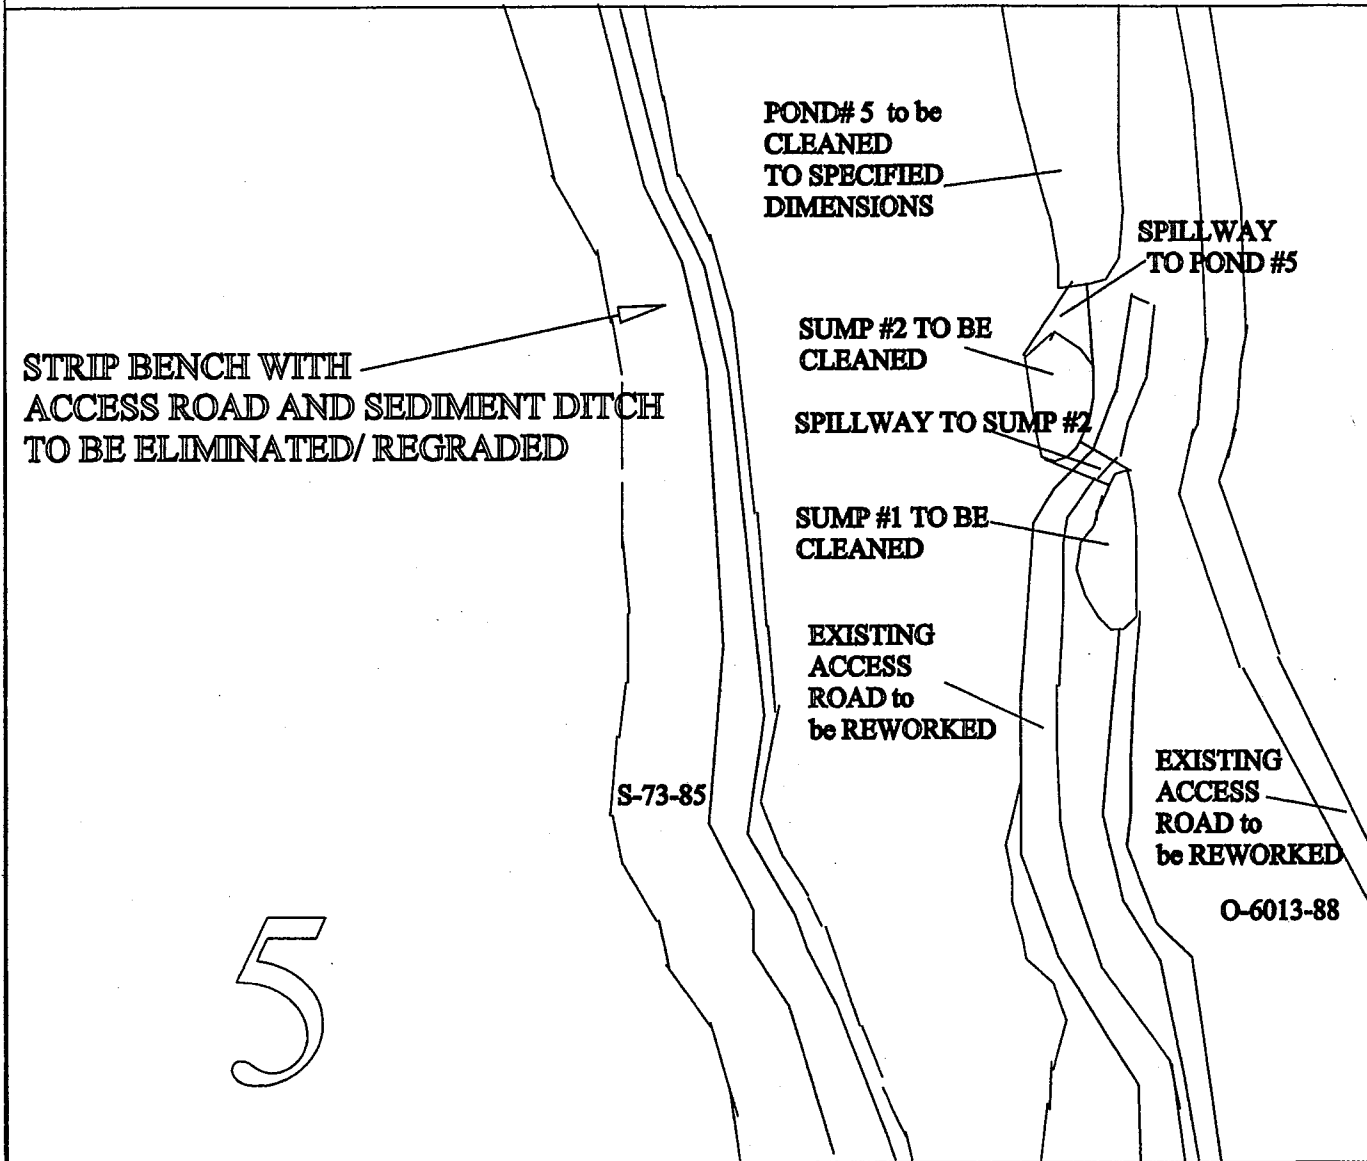 POND# 5 to be
CLEANED
TO SPECIFIED
DIMENSIONS
SPILLWAY
TO POND #5
SUMP #2 TO BE
CLEANED
STRIP BENCH WITH
ACCESS ROAD AND SEDIMENT DITCH
TO BE ELIMINATED/ REGRADED
SPILLWAY TO SUMP #2
SUMP #1 TO BE
CLEANED
EXISTING
ACCESS
ROAD to
be REWORKED
S-73-85
EXISTING
ACCESS
ROAD to
be REWORKED
O-6013-88
5